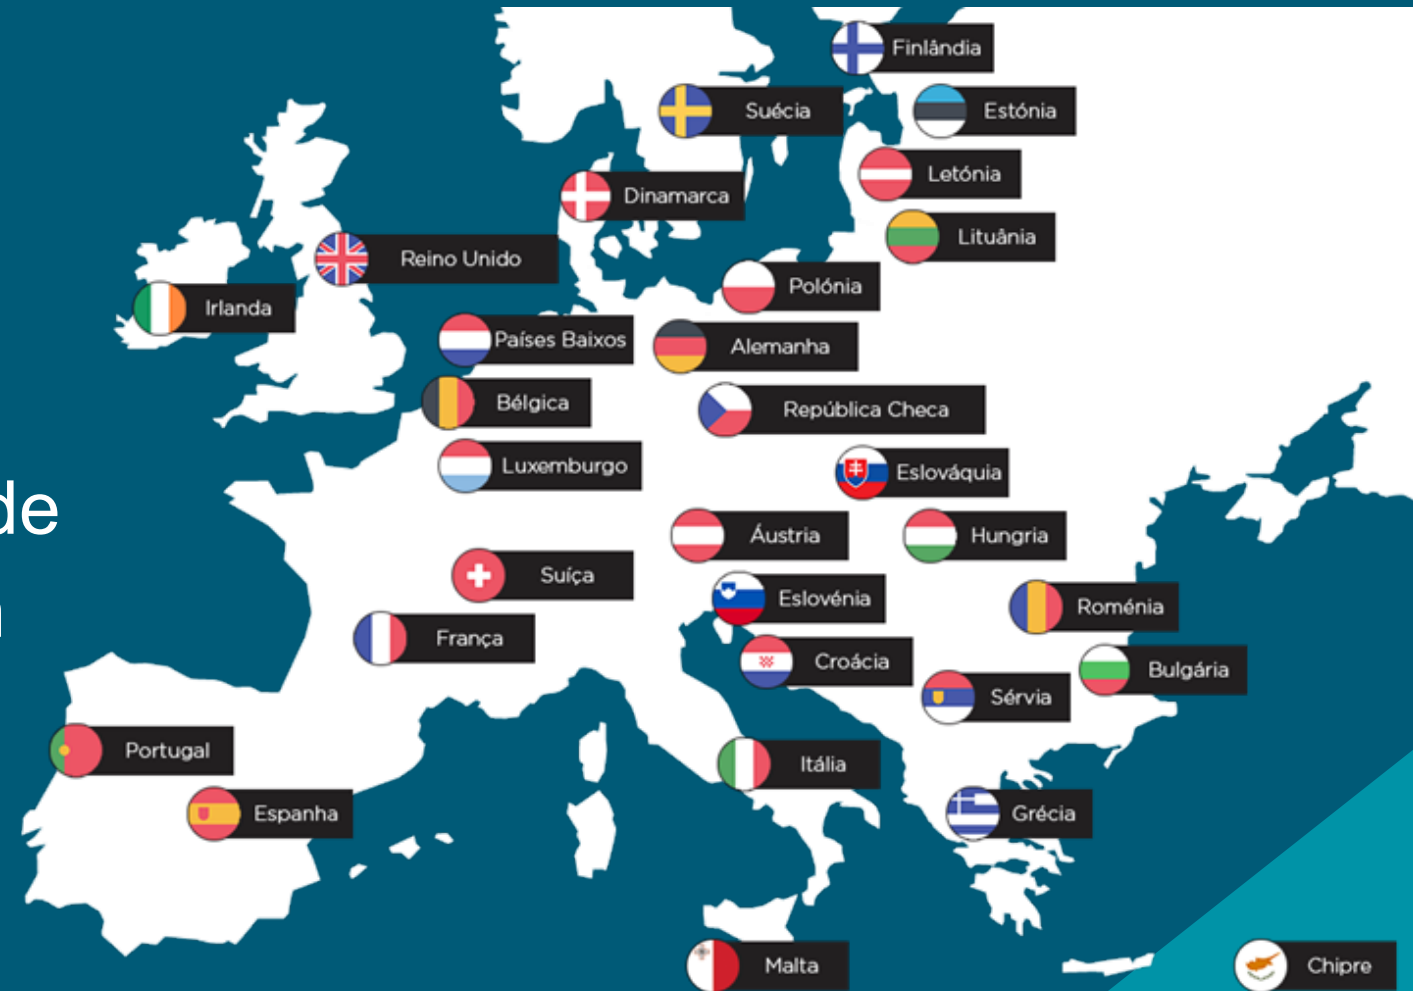 Finlândia
Suécia
Estónia
Letónia
Dinamarca
Lituânia
Reino Unido
Polónia
Irlanda
Países Baixos
Alemanha
Bélgica
República Checa
Luxemburgo
Eslováquia
de
Áustria
Hungria
Suíça
Eslovénia
Roménia
França
Croácia
Bulgária
Sérvia
Portugal
Itália
Espanha
Grécia
Malta
Chipre